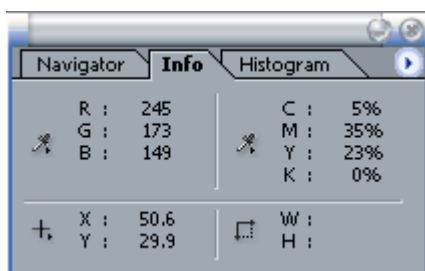 Navigator Info Histogram
R : 245 C : 5%
G : 173 M : 35%
B : 149 Y : 23%
K : 0%
X : 50.6 W :
Y : 29.9 H :